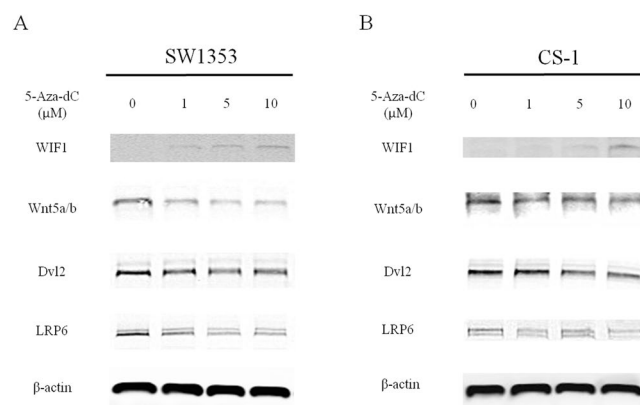 A
SW1353
5-Aza-dC
(μM)
0 1 5 10
WIF1
Wnt5a/b
Dvl2
LRP6
β-actin
B
CS-1
5-Aza-dC
(μM)
0 1 5 10
WIF1
Wnt5a/b
Dvl2
LRP6
β-actin